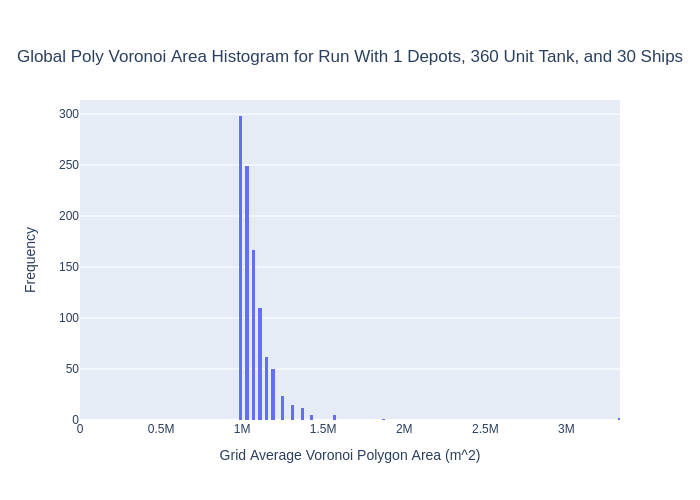 Global Poly Voronoi Area Histogram for Run With 1 Depots, 360 Unit Tank, and 30 Ships
300
250
200
150
100
50
0
Frequency
0
0.5M
1M
1.5M
2M
2.5M
3M
Grid Average Voronoi Polygon Area (m^2)